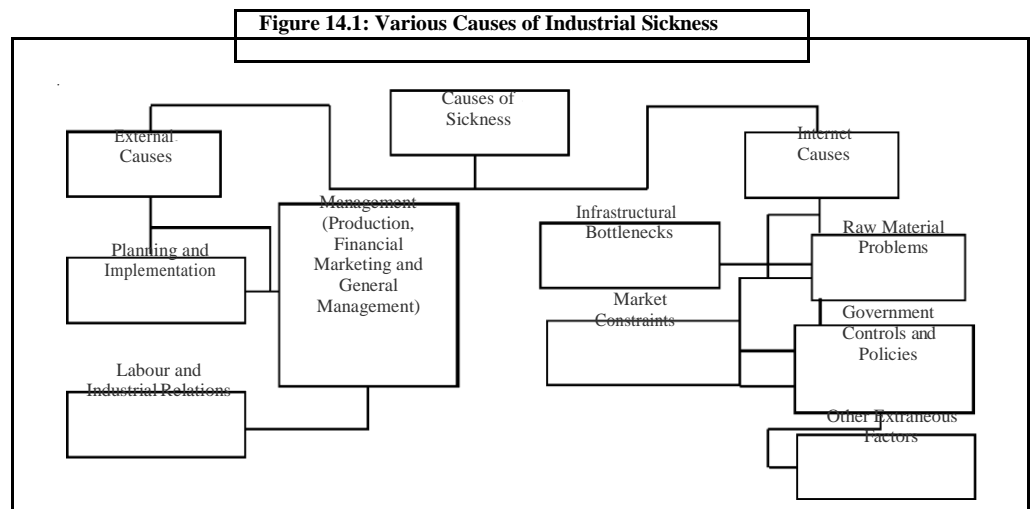 Figure 14.1: Various Causes of Industrial Sickness
Causes of
Sickness
External
Causes
Internet
Causes
Management
(Production,
Financial
Marketing and
General
Management)
Infrastructural
Bottlenecks
Raw Material
Problems
Planning and
Implementation
Market
Constraints
Government
Controls and
Policies
Labour and
Industrial Relations
Other Extraneous
Factors